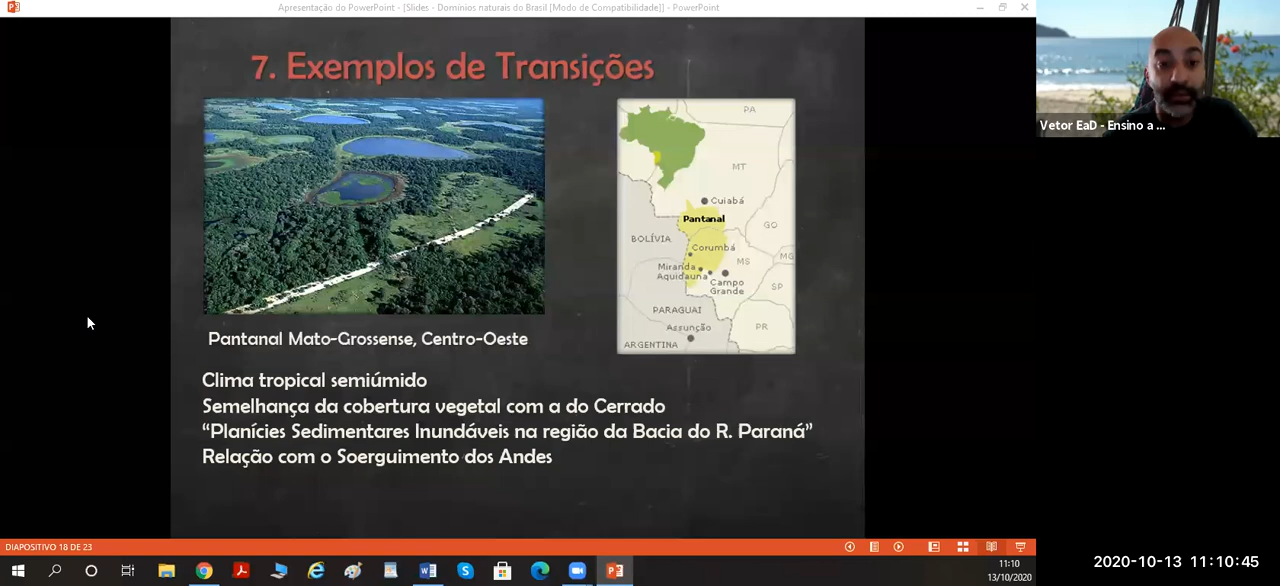 Apresentação do PowerPoint - [Slides - Domínios naturais do Brasil [Modo de Compatibilidade]] - PowerPoint
7. Exemplos de Transições
PA
MT
Cuiabá
Pantanal
GO
BOLÍVIA
Corumbá
MG
MS
Miranda
Aquidauna
Campo
Grande
SP
PARAGUAI
Assunção
PR
ARGENTINA
Pantanal Mato-Grossense, Centro-Oeste
Clima tropical semiúmido
Semelhança da cobertura vegetal com a do Cerrado
“Planícies Sedimentares Inundáveis na região da Bacia do R. Paraná”
Relação com o Soerguimento dos Andes
Vetor EaD - Ensino a ...
DIAPOSITIVO 18 DE 23
11:10
13/10/2020
2020-10-13 11:10:45